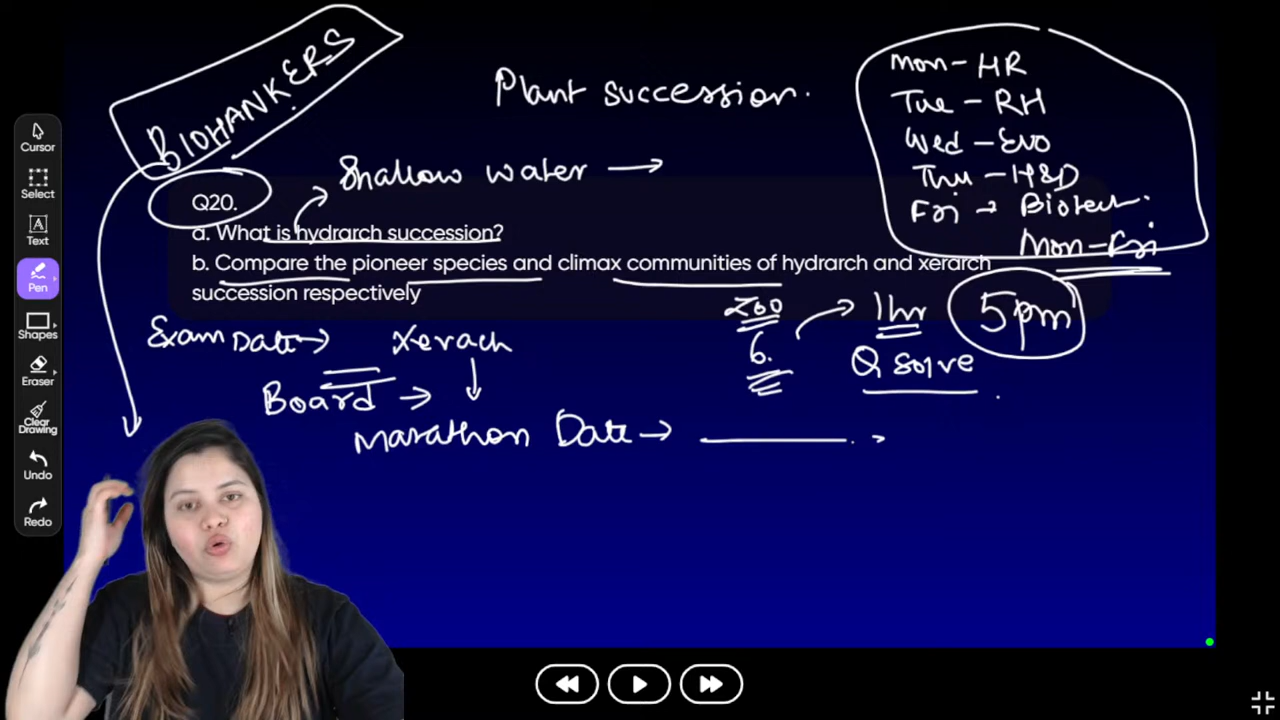 BIOHANKERS
Plant succession.
Mon - HR
Tue - RH
Wed - Evo
Thu - H&D
Fri → Biotech.
Mon - Fri
Shallow water →
Q20.
a. What is hydrarch succession?
b. Compare the pioneer species and climax communities of hydrarch and xerarch
succession respectively
Exam Date →
Xerach
6.
1hr
5pm
Q solve
Board →
Marathon Date →
Cursor
Select
Text
Pen
Shapes
Eraser
Clear
Drawing
Undo
Redo